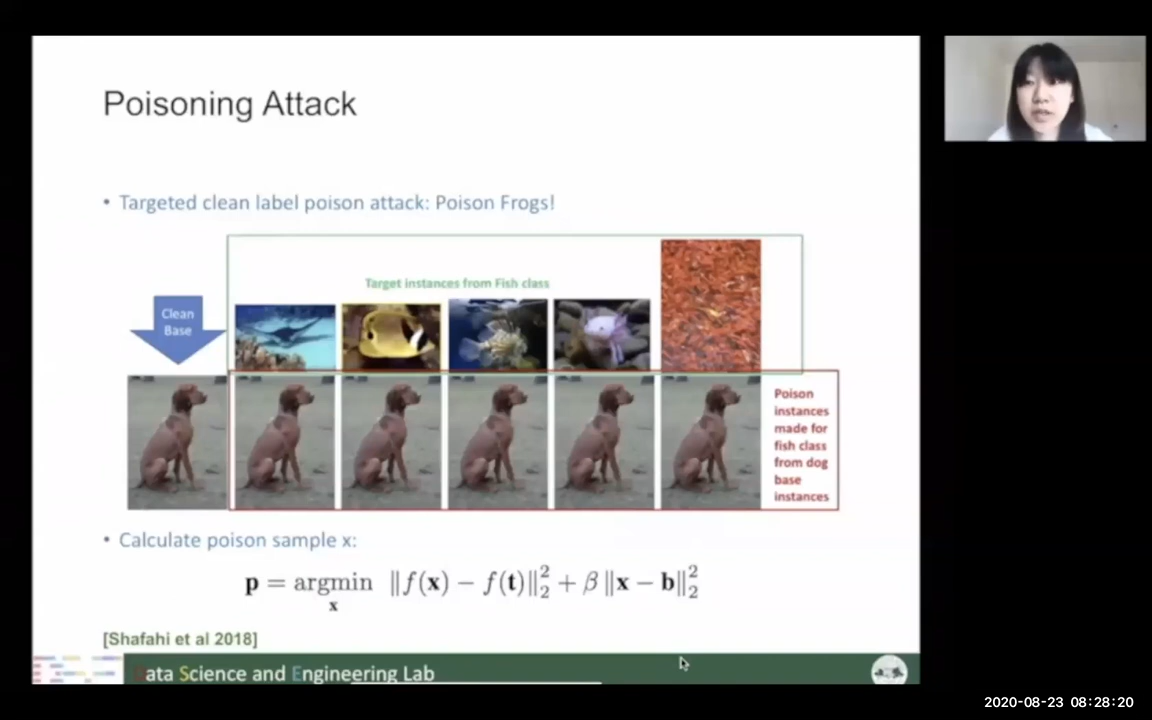 Poisoning Attack
• Targeted clean label poison attack: Poison Frogs!
Target instances from Fish class
Clean
Base
Poison
instances
made for
fish class
from dog
base
instances
• Calculate poison sample x:
p = argmin ‖f(x) − f(t)‖₂² + β ‖x − b‖₂²
x
[Shafahi et al 2018]
Data Science and Engineering Lab
2020-08-23 08:28:20